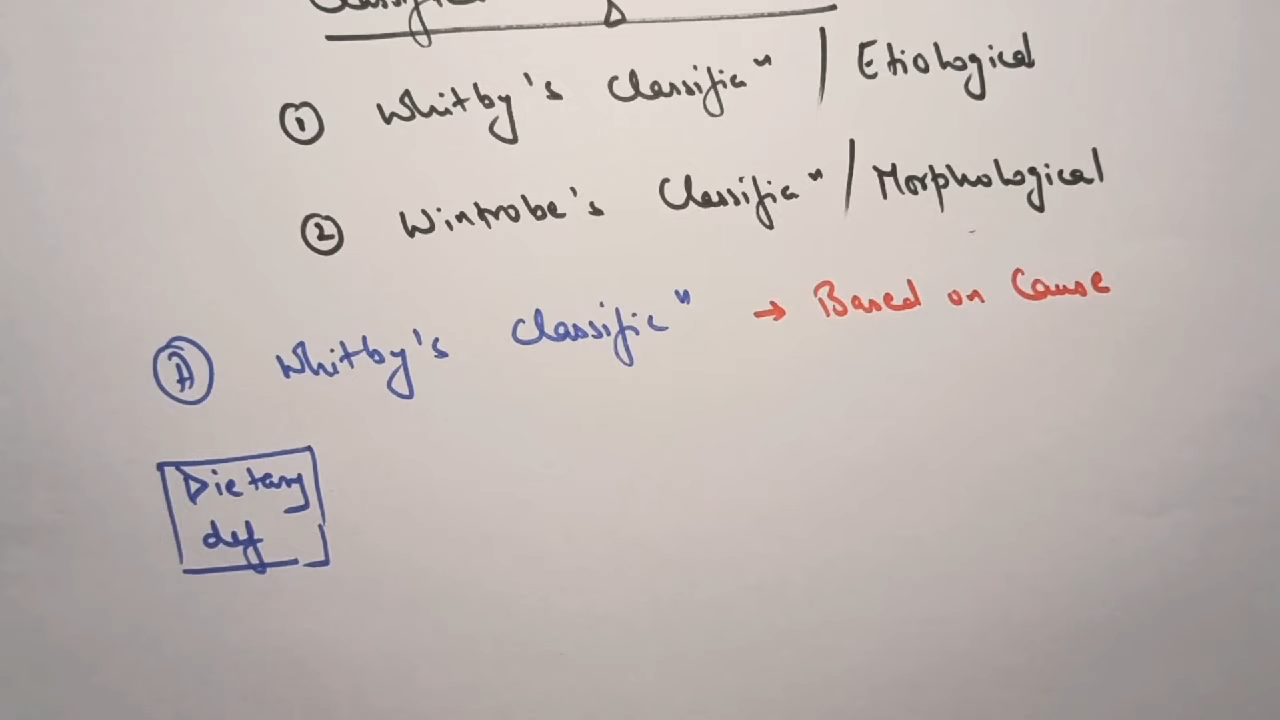 ① Whitby's Classific" / Etiological
② Wintrobe's Classific" / Morphological
Ⓐ Whitby's Classific" → Based on Cause
Dietary
def